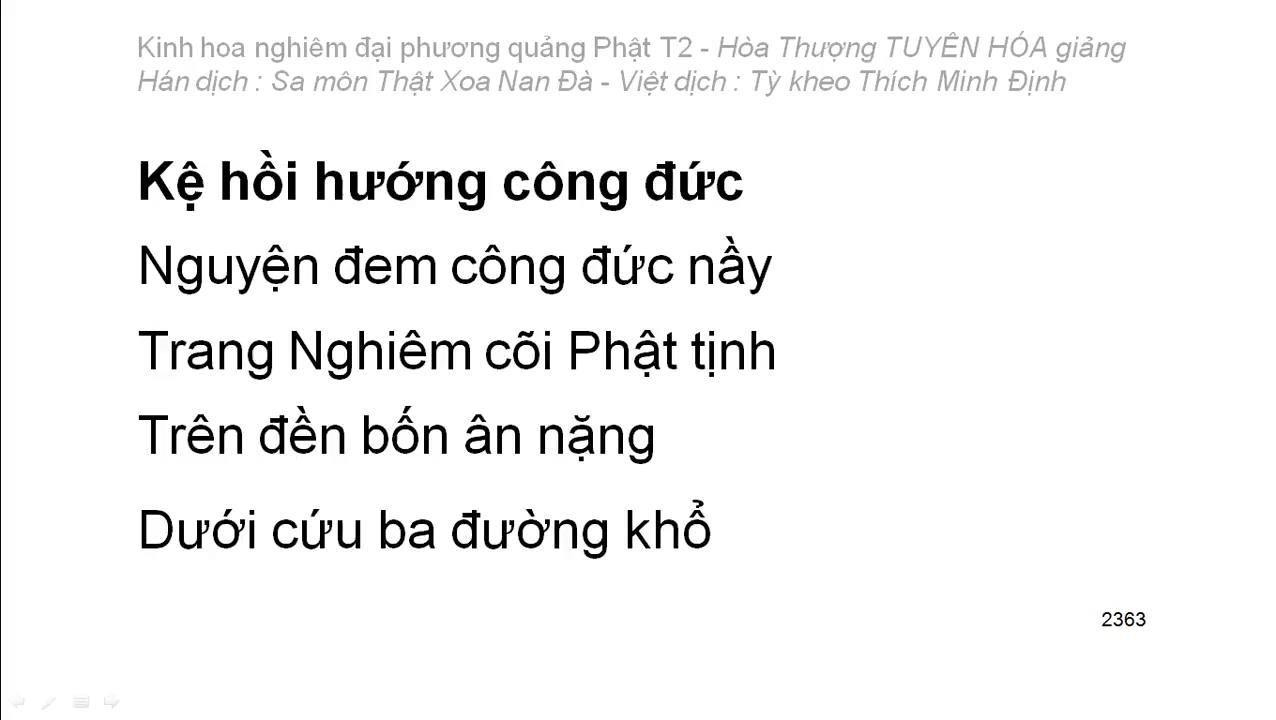 Kinh hoa nghiêm đại phương quảng Phật T2 - Hòa Thượng TUYÊN HÓA giảng
Hán dịch : Sa môn Thật Xoa Nan Đà - Việt dịch : Tỳ kheo Thích Minh Định
Kệ hồi hướng công đức
Nguyện đem công đức nầy
Trang Nghiêm cõi Phật tịnh
Trên đền bốn ân nặng
Dưới cứu ba đường khổ
2363